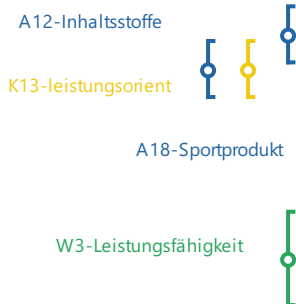 A12-Inhaltsstoffe
K13-leistungsorient
A18-Sportprodukt
W3-Leistungsfähigkeit